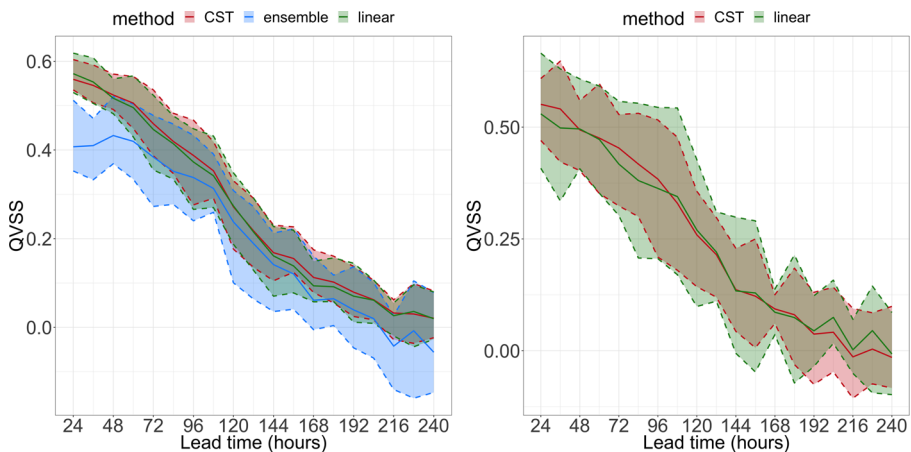 method CST ensemble linear
QVSS
0.6
0.4
0.2
0.0
24 48 72 96 120 144 168 192 216 240
Lead time (hours)
method CST linear
QVSS
0.50
0.25
0.00
24 48 72 96 120 144 168 192 216 240
Lead time (hours)